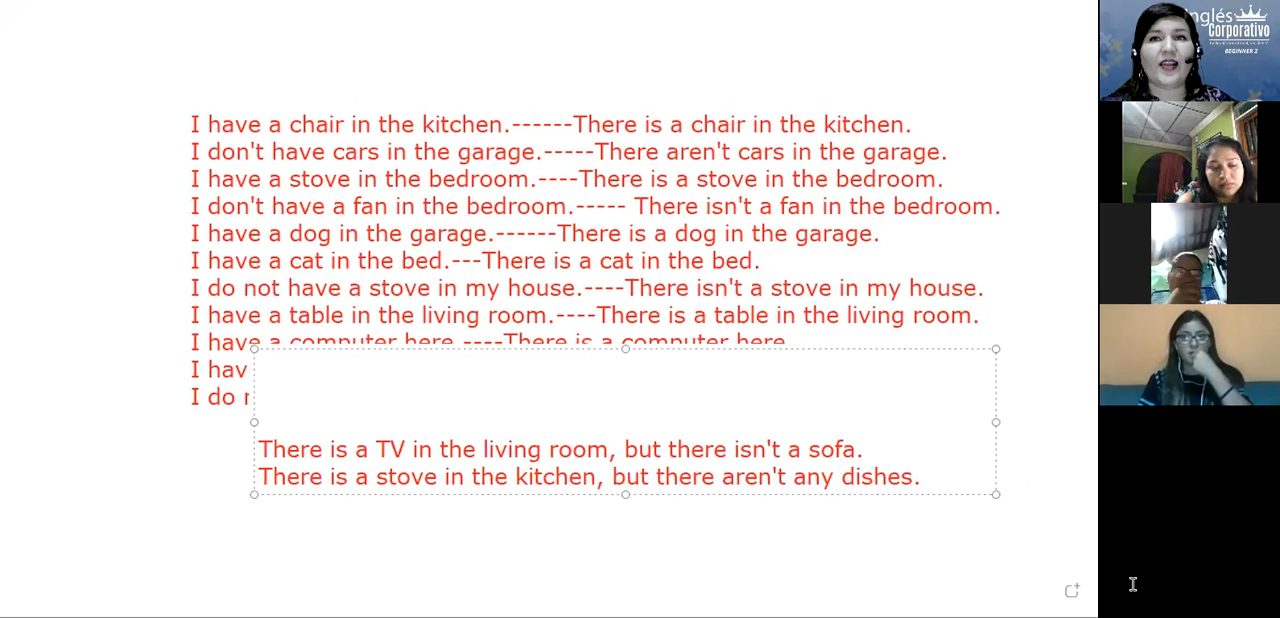 I have a chair in the kitchen.------There is a chair in the kitchen.
I don't have cars in the garage.-----There aren't cars in the garage.
I have a stove in the bedroom.----There is a stove in the bedroom.
I don't have a fan in the bedroom.----- There isn't a fan in the bedroom.
I have a dog in the garage.------There is a dog in the garage.
I have a cat in the bed.---There is a cat in the bed.
I do not have a stove in my house.----There isn't a stove in my house.
I have a table in the living room.----There is a table in the living room.
I have a computer here.----There is a computer here
I hav
I do
There is a TV in the living room, but there isn't a sofa.
There is a stove in the kitchen, but there aren't any dishes.
inglés
Corporativo
BEGINNER 2